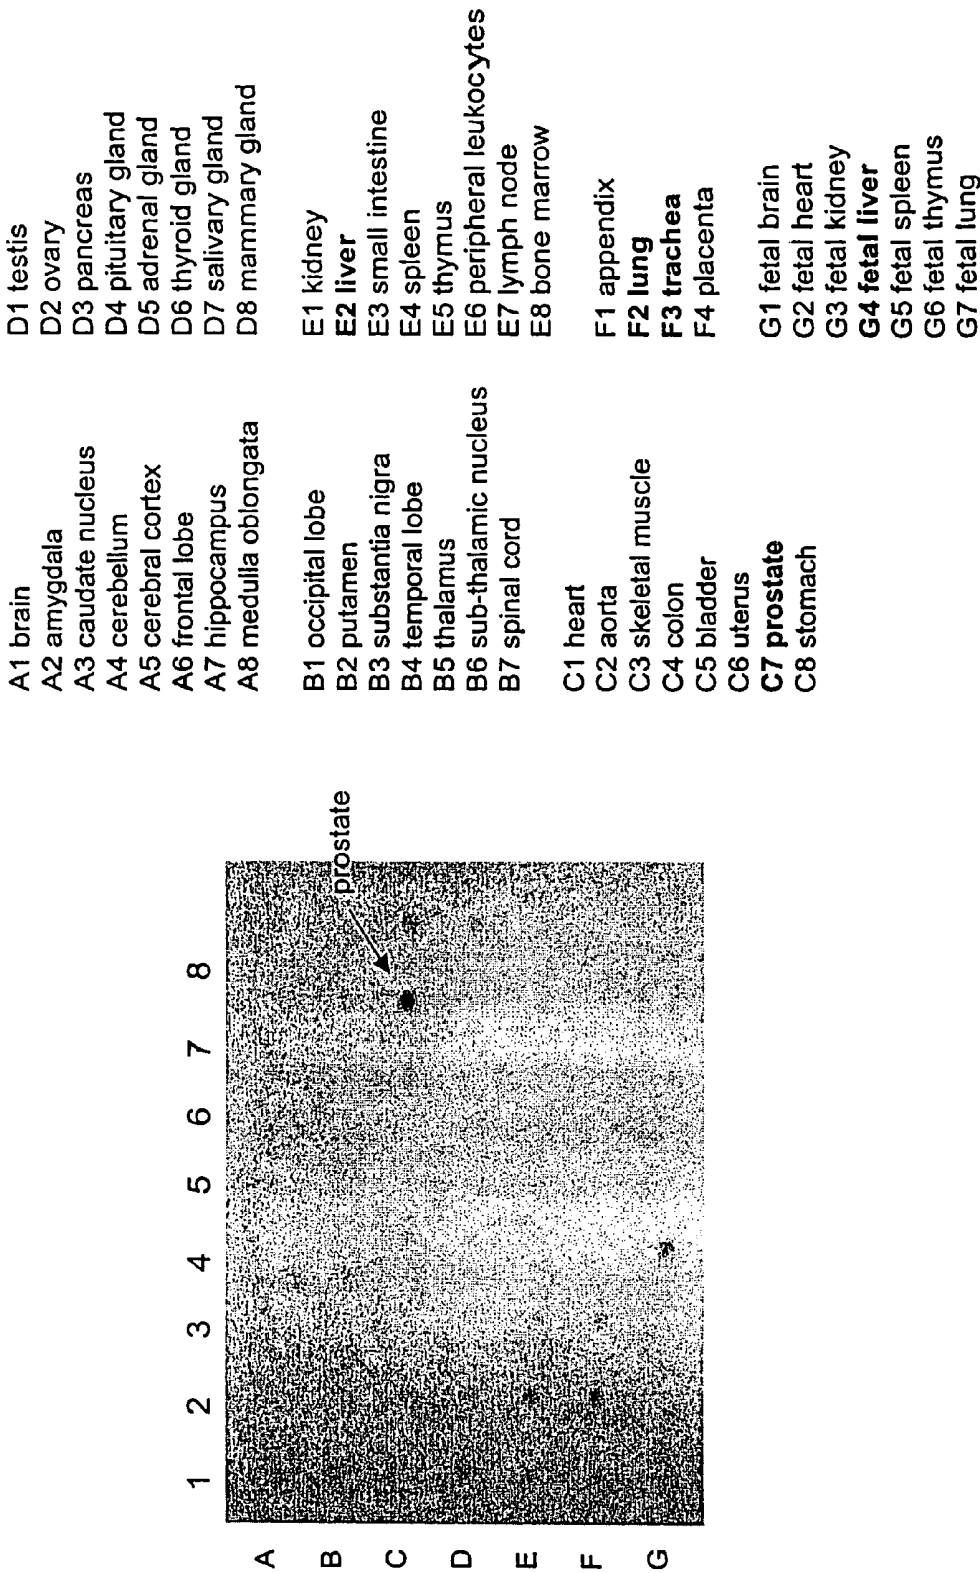 1 2 3 4 5 6 7 8
A
B
C
D
E
F
G
prostate
A1 brain
A2 amygdala
A3 caudate nucleus
A4 cerebellum
A5 cerebral cortex
A6 frontal lobe
A7 hippocampus
A8 medulla oblongata
B1 occipital lobe
B2 putamen
B3 substantia nigra
B4 temporal lobe
B5 thalamus
B6 sub-thalamic nucleus
B7 spinal cord
C1 heart
C2 aorta
C3 skeletal muscle
C4 colon
C5 bladder
C6 uterus
C7 prostate
C8 stomach
D1 testis
D2 ovary
D3 pancreas
D4 pituitary gland
D5 adrenal gland
D6 thyroid gland
D7 salivary gland
D8 mammary gland
E1 kidney
E2 liver
E3 small intestine
E4 spleen
E5 thymus
E6 peripheral leukocytes
E7 lymph node
E8 bone marrow
F1 appendix
F2 lung
F3 trachea
F4 placenta
G1 fetal brain
G2 fetal heart
G3 fetal kidney
G4 fetal liver
G5 fetal spleen
G6 fetal thymus
G7 fetal lung